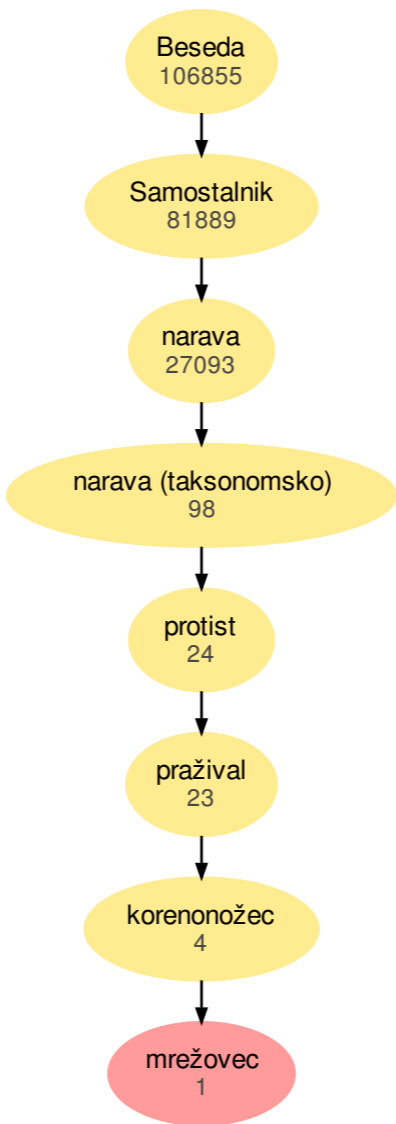 Beseda
106855
Samostalnik
81889
narava
27093
narava (taksonomsko)
98
protist
24
pražival
23
korenonožec
4
mrežovec
1